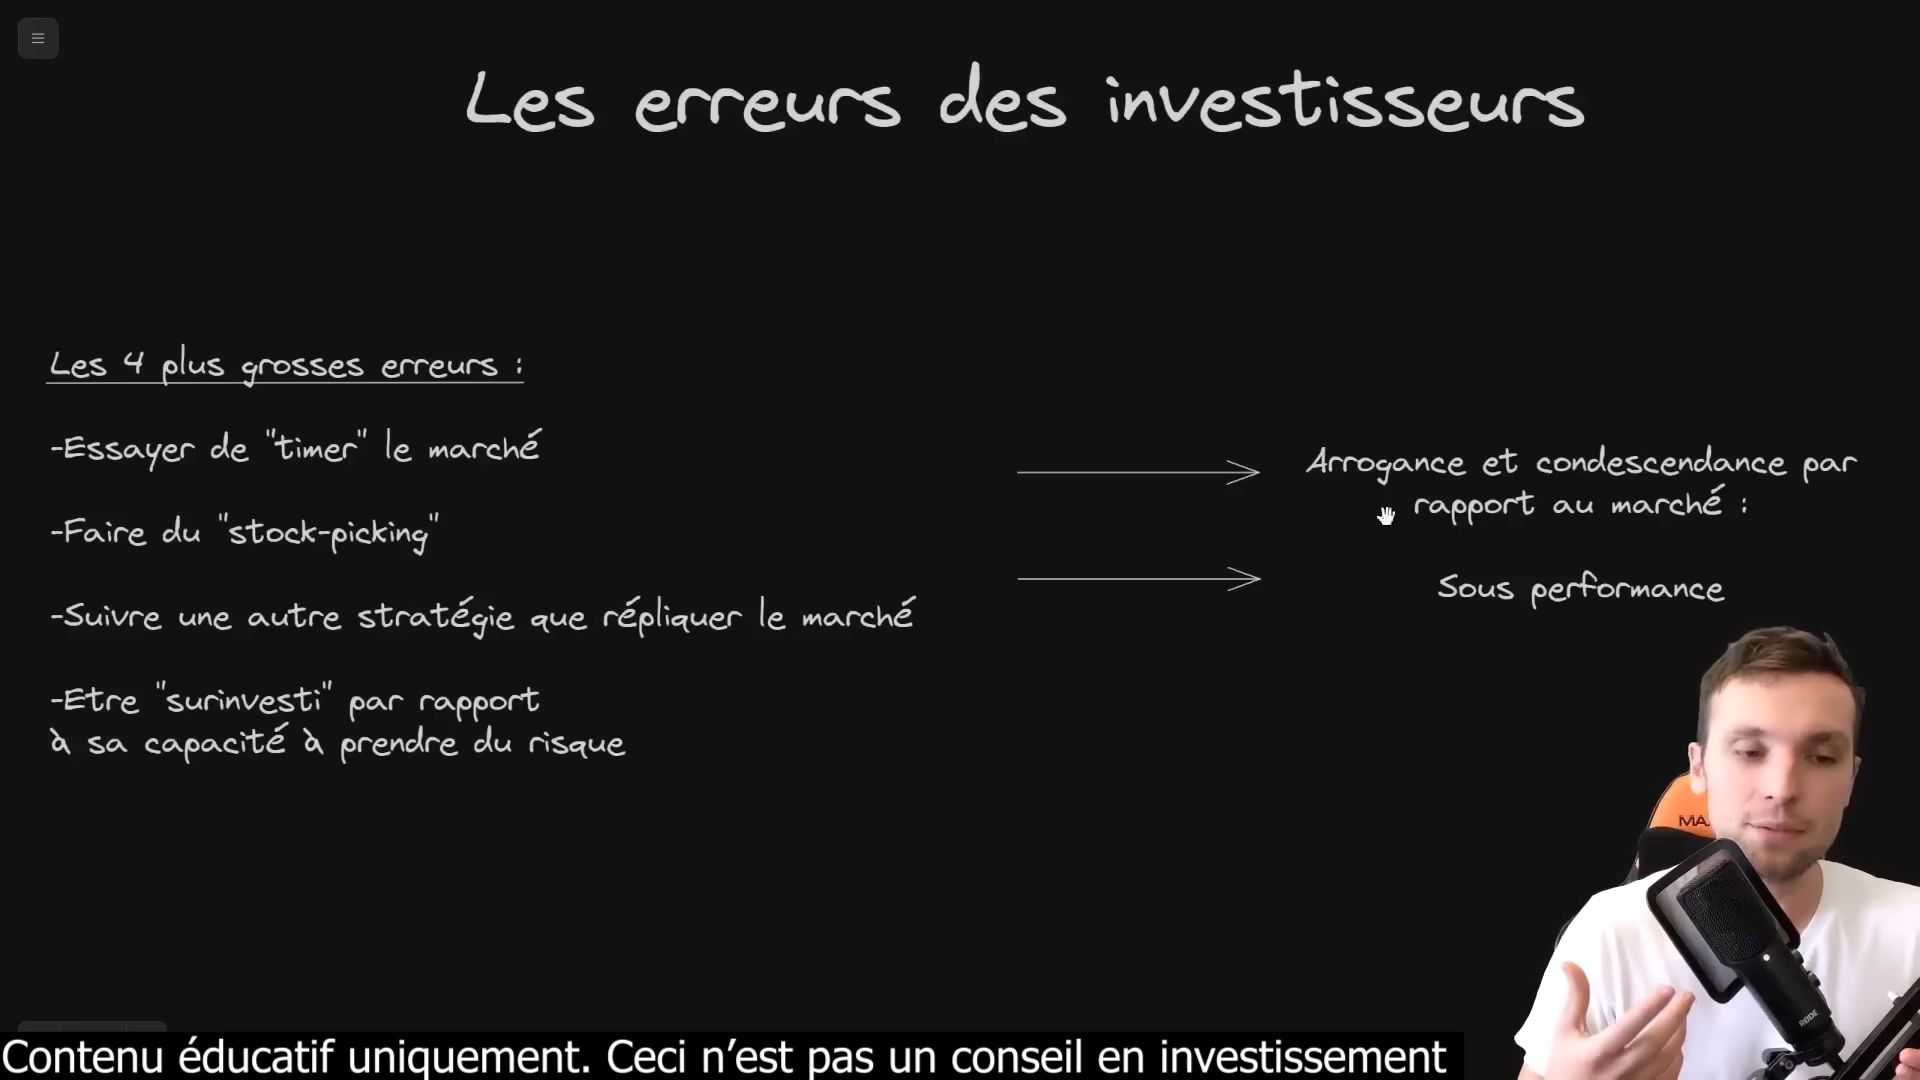 Les erreurs des investisseurs
Les 4 plus grosses erreurs :
-Essayer de "timer" le marché
-Faire du "stock-picking"
-Suivre une autre stratégie que répliquer le marché
-Etre "surinvesti" par rapport
à sa capacité à prendre du risque
Arrogance et condescendance par
rapport au marché :
Sous performance
RØDE
Contenu éducatif uniquement. Ceci n’est pas un conseil en investissement